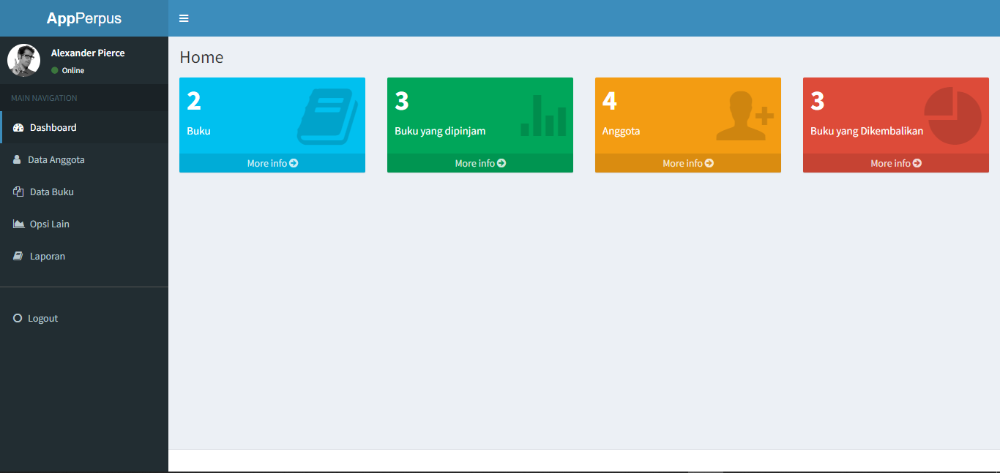 AppPerpus
Alexander Pierce
Online
MAIN NAVIGATION
Dashboard
Data Anggota
Data Buku
Opsi Lain
Laporan
Logout
Home
2
Buku
More info
3
Buku yang dipinjam
More info
4
Anggota
More info
3
Buku yang Dikembalikan
More info